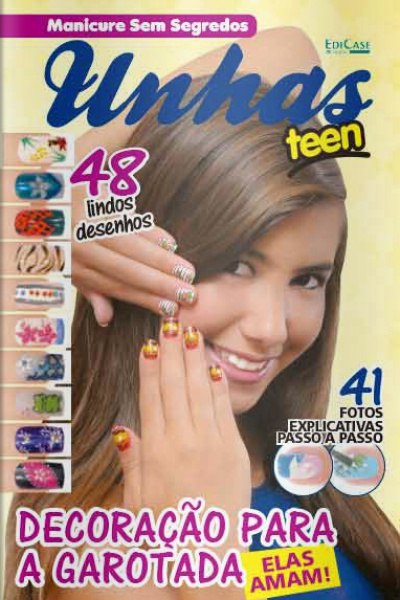 Manicure Sem Segredos
EDICASE
Unhas
teen
48
lindos
desenhos
41
FOTOS
EXPLICATIVAS
PASSO A PASSO
DECORAÇÃO PARA
A GAROTADA
ELAS
AMAM!